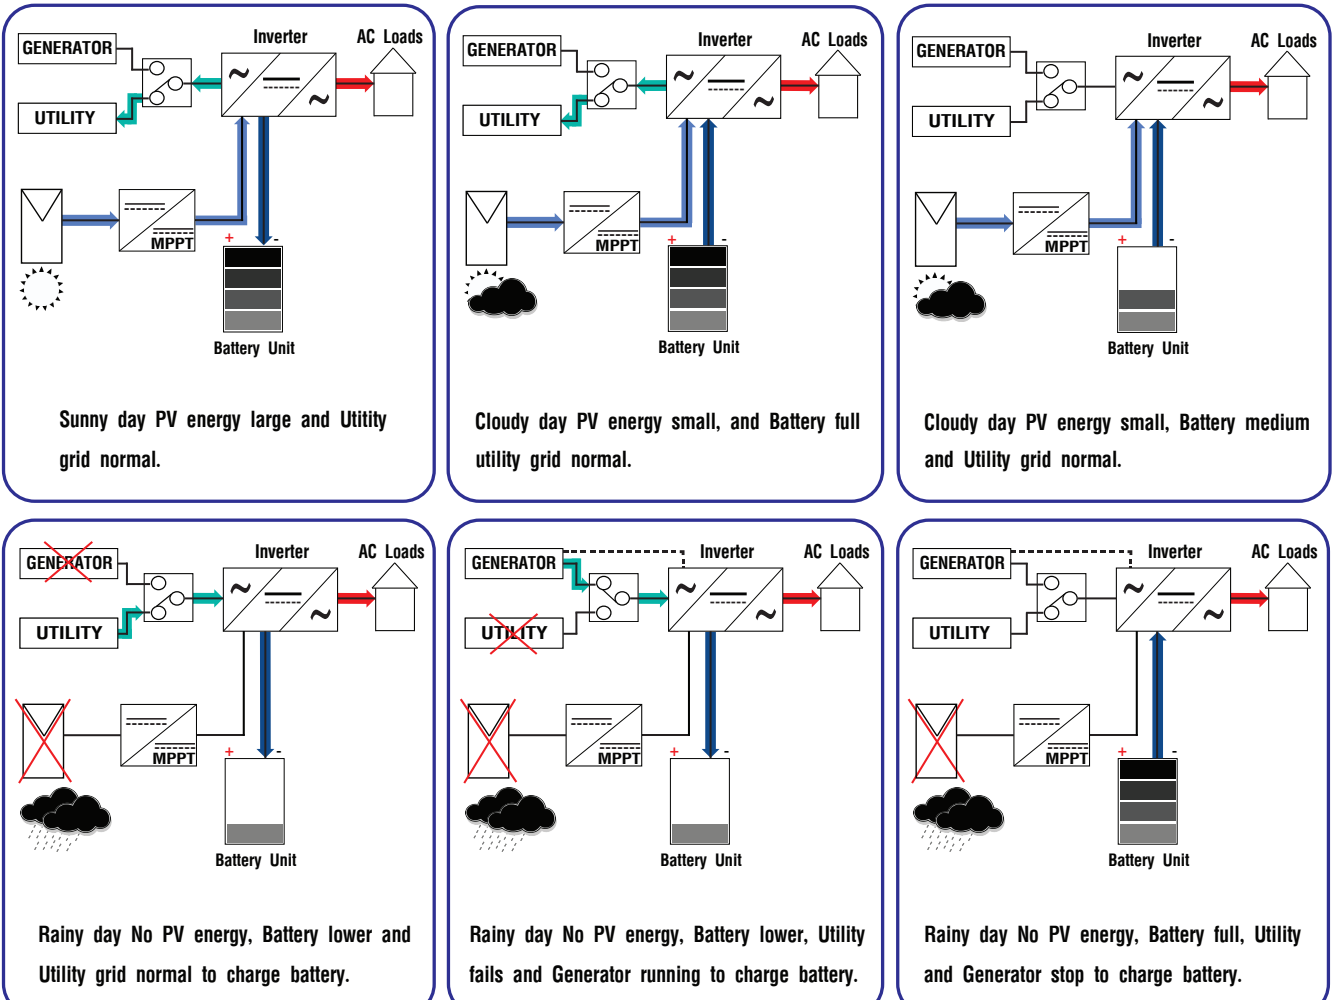 GENERATOR
Inverter
AC Loads
UTILITY
MPPT
+ -
Battery Unit
Sunny day PV energy large and Utitity
grid normal.
GENERATOR
Inverter
AC Loads
UTILITY
MPPT
+ -
Battery Unit
Cloudy day PV energy small, and Battery full
utility grid normal.
GENERATOR
Inverter
AC Loads
UTILITY
MPPT
+ -
Battery Unit
Cloudy day PV energy small, Battery medium
and Utility grid normal.
GENERATOR
Inverter
AC Loads
UTILITY
MPPT
+ -
Battery Unit
Rainy day No PV energy, Battery lower and
Utility grid normal to charge battery.
GENERATOR
Inverter
AC Loads
UTILITY
MPPT
+ -
Battery Unit
Rainy day No PV energy, Battery lower, Utility
fails and Generator running to charge battery.
GENERATOR
Inverter
AC Loads
UTILITY
MPPT
+ -
Battery Unit
Rainy day No PV energy, Battery full, Utility
and Generator stop to charge battery.